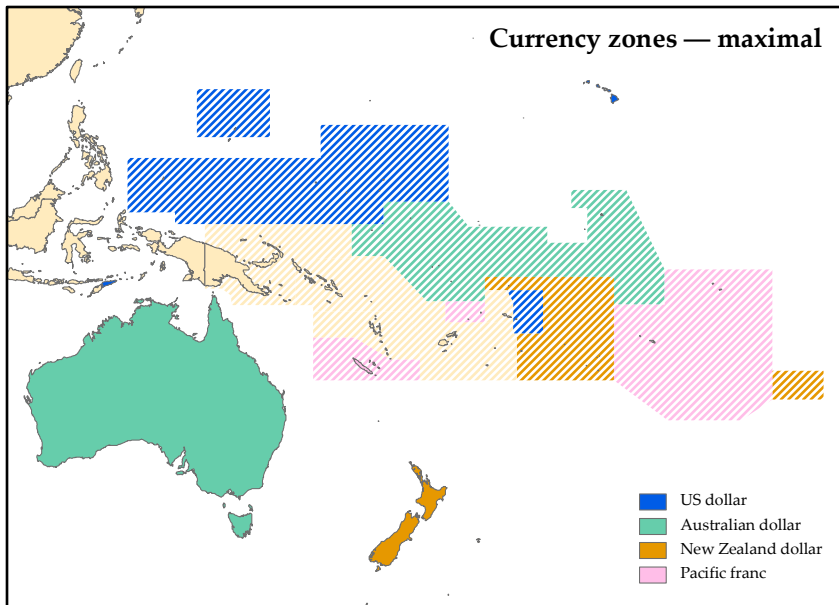 Currency zones — maximal
US dollar
Australian dollar
New Zealand dollar
Pacific franc